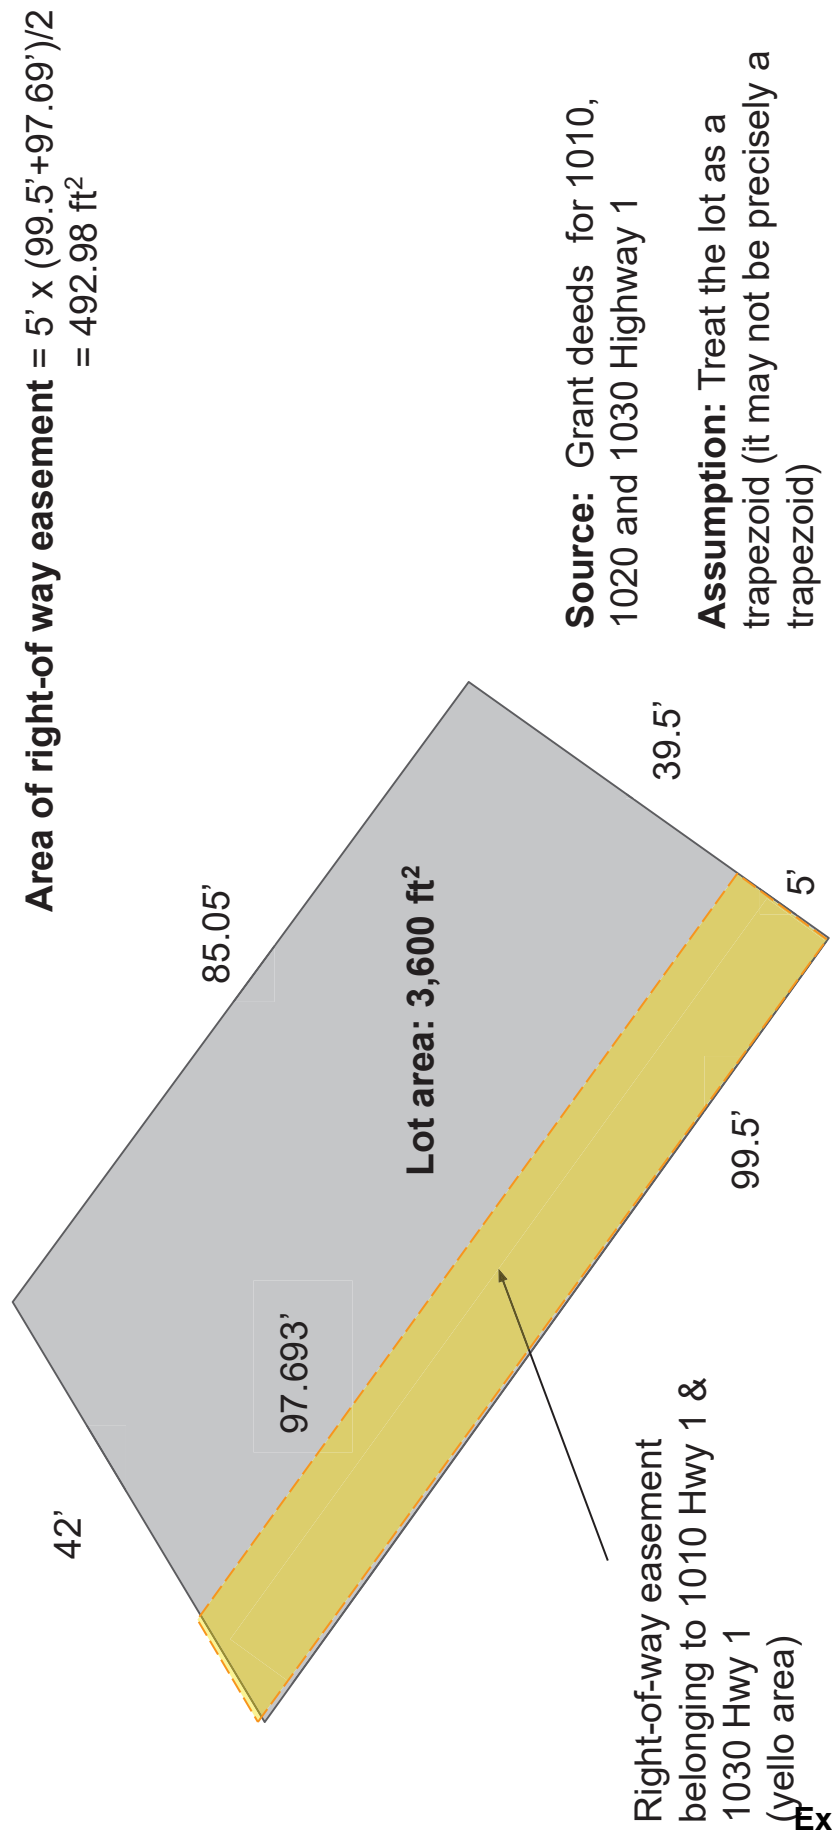 Area of right-of way easement = 5’ x (99.5’+97.69’)/2
= 492.98 ft²
Source: Grant deeds for 1010,
1020 and 1030 Highway 1
Assumption: Treat the lot as a
trapezoid (it may not be precisely a
trapezoid)
85.05’
42’
97.693’
Lot area: 3,600 ft²
39.5’
5’
99.5’
Right-of-way easement
belonging to 1010 Hwy 1 &
1030 Hwy 1
(yello area)
Ex